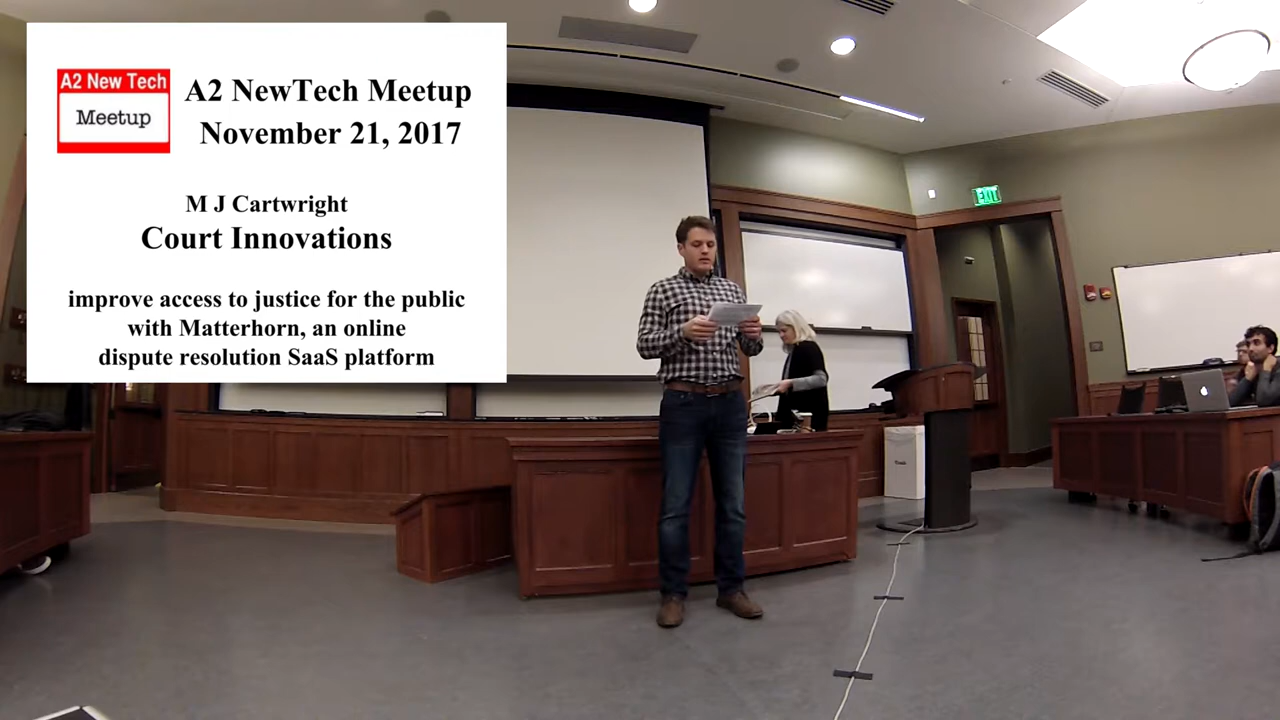 A2 New Tech
Meetup
A2 NewTech Meetup
November 21, 2017
M J Cartwright
Court Innovations
improve access to justice for the public
with Matterhorn, an online
dispute resolution SaaS platform
EXIT